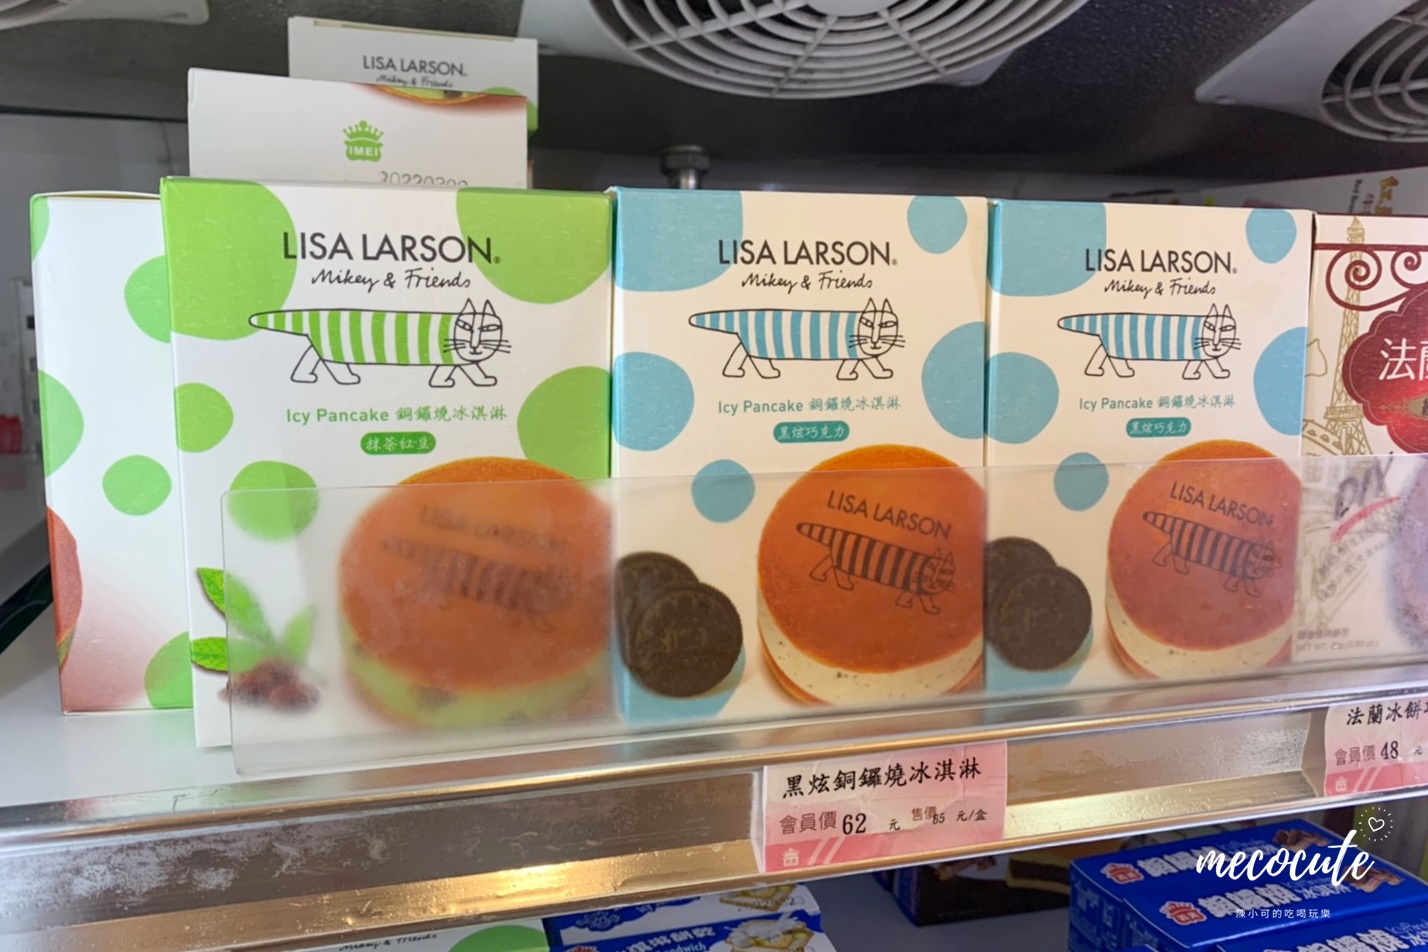 LISA LARSON®
Mikey & Friends
IMEI
20220302
LISA LARSON®
Mikey & Friends
Icy Pancake 銅鑼燒冰淇淋
抹茶紅豆
LISA LARSON
LISA LARSON®
Mikey & Friends
Icy Pancake 銅鑼燒冰淇淋
黑炫巧克力
LISA LARSON
LISA LARSON®
Mikey & Friends
Icy Pancake 銅鑼燒冰淇淋
黑炫巧克力
LISA LARSON
法蘭
黑炫銅鑼燒冰淇淋
會員價 62 元 售價 65 元/盒
法蘭冰餅
會員價 48 元
mecocute
陳小可的吃喝玩樂